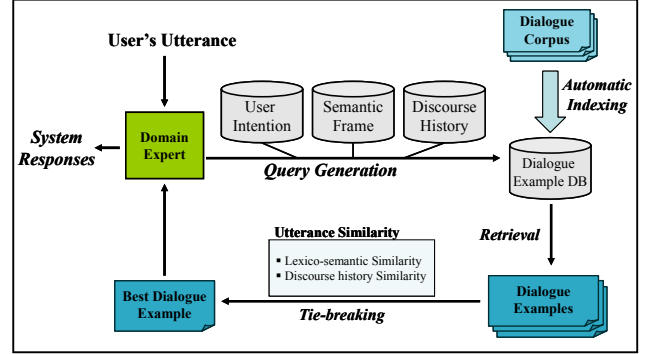 User's Utterance
Dialogue
Corpus
Automatic
Indexing
User
Intention
Semantic
Frame
Discourse
History
System
Responses
Domain
Expert
Query Generation
Dialogue
Example DB
Retrieval
Utterance Similarity
▪ Lexico-semantic Similarity
▪ Discourse history Similarity
Best Dialogue
Example
Tie-breaking
Dialogue
Examples